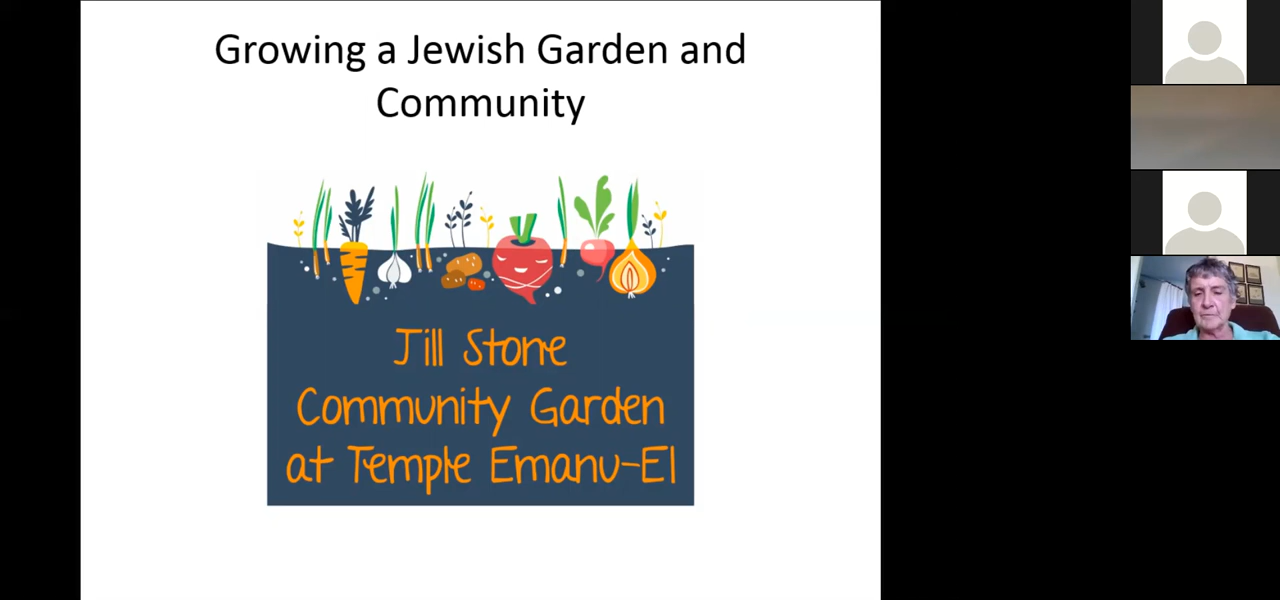 Growing a Jewish Garden and
Community
Jill Stone
Community Garden
at Temple Emanu-El